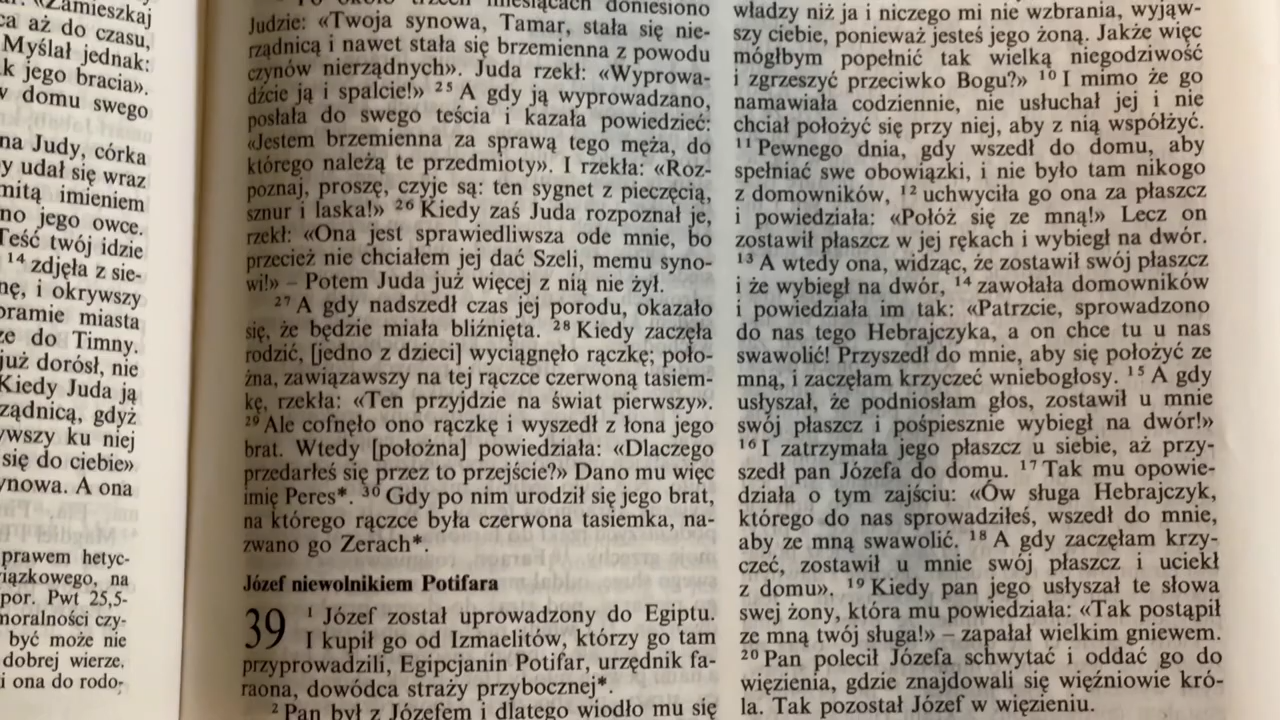 «Zamieszkaj
ca aż do czasu,
Myślał jednak:
k jego bracia».
w domu swego
na Judy, córka
y udał się wraz
mitą imieniem
no jego owce.
Teść twój idzie
14 zdjęła z sie-
nę, i okrywszy
bramie miasta
ze do Timny.
już dorósł, nie
Kiedy Juda ją
ządnicą, gdyż
ywszy ku niej
się do ciebie»
ynowa. A ona
prawem hetyc-
iązkowego, na
por. Pwt 25,5-
moralności czy-
być może nie
dobrej wierze.
i ona do rodo-
Po około trzech miesiącach doniesiono
Judzie: «Twoja synowa, Tamar, stała się nie-
rządnicą i nawet stała się brzemienna z powodu
czynów nierządnych». Juda rzekł: «Wyprowa-
dźcie ją i spalcie!» 25 A gdy ją wyprowadzano,
posłała do swego teścia i kazała powiedzieć:
«Jestem brzemienna za sprawą tego męża, do
którego należą te przedmioty». I rzekła: «Roz-
poznaj, proszę, czyje są: ten sygnet z pieczęcią,
sznur i laska!» 26 Kiedy zaś Juda rozpoznał je,
rzekł: «Ona jest sprawiedliwsza ode mnie, bo
przecież nie chciałem jej dać Szeli, memu syno-
wi!» – Potem Juda już więcej z nią nie żył.
27 A gdy nadszedł czas jej porodu, okazało
się, że będzie miała bliźnięta. 28 Kiedy zaczęła
rodzić, [jedno z dzieci] wyciągnęło rączkę; poło-
żna, zawiązawszy na tej rączce czerwoną tasiem-
kę, rzekła: «Ten przyjdzie na świat pierwszy».
29 Ale cofnęło ono rączkę i wyszedł z łona jego
brat. Wtedy [położna] powiedziała: «Dlaczego
przedarłeś się przez to przejście?» Dano mu więc
imię Peres*. 30 Gdy po nim urodził się jego brat,
na którego rączce była czerwona tasiemka, na-
zwano go Zerach*.
Józef niewolnikiem Potifara
39 1 Józef został uprowadzony do Egiptu.
I kupił go od Izmaelitów, którzy go tam
przyprowadzili, Egipcjanin Potifar, urzędnik fa-
raona, dowódca straży przybocznej*.
2 Pan był z Józefem i dlatego wiodło mu się
władzy niż ja i niczego mi nie wzbrania, wyjąw-
szy ciebie, ponieważ jesteś jego żoną. Jakże więc
mógłbym popełnić tak wielką niegodziwość
i zgrzeszyć przeciwko Bogu?» 10 I mimo że go
namawiała codziennie, nie usłuchał jej i nie
chciał położyć się przy niej, aby z nią współżyć.
11 Pewnego dnia, gdy wszedł do domu, aby
spełniać swe obowiązki, i nie było tam nikogo
z domowników, 12 uchwyciła go ona za płaszcz
i powiedziała: «Połóż się ze mną!» Lecz on
zostawił płaszcz w jej rękach i wybiegł na dwór.
13 A wtedy ona, widząc, że zostawił swój płaszcz
i że wybiegł na dwór, 14 zawołała domowników
i powiedziała im tak: «Patrzcie, sprowadzono
do nas tego Hebrajczyka, a on chce tu u nas
swawolić! Przyszedł do mnie, aby się położyć ze
mną, i zaczęłam krzyczeć wniebogłosy. 15 A gdy
usłyszał, że podniosłam głos, zostawił u mnie
swój płaszcz i pospiesznie wybiegł na dwór!»
16 I zatrzymała jego płaszcz u siebie, aż przy-
szedł pan Józefa do domu. 17 Tak mu opowie-
działa o tym zajściu: «Ów sługa Hebrajczyk,
którego do nas sprowadziłeś, wszedł do mnie,
aby ze mną swawolić. 18 A gdy zaczęłam krzy-
czeć, zostawił u mnie swój płaszcz i uciekł
z domu». 19 Kiedy pan jego usłyszał te słowa
swej żony, która mu powiedziała: «Tak postąpił
ze mną twój sługa!» – zapałał wielkim gniewem.
20 Pan polecił Józefa schwytać i oddać go do
więzienia, gdzie znajdowali się więźniowie kró-
la. Tak pozostał Józef w więzieniu.